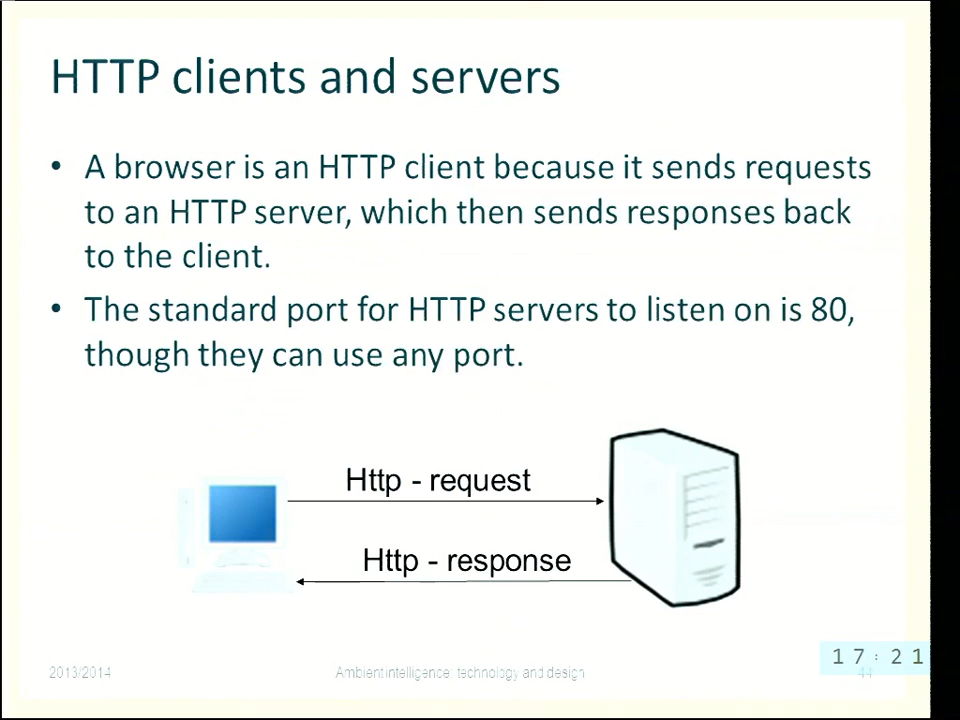 HTTP clients and servers
• A browser is an HTTP client because it sends requests
to an HTTP server, which then sends responses back
to the client.
• The standard port for HTTP servers to listen on is 80,
though they can use any port.
Http - request
Http - response
17:21
2013/2014
Ambient intelligence: technology and design
44